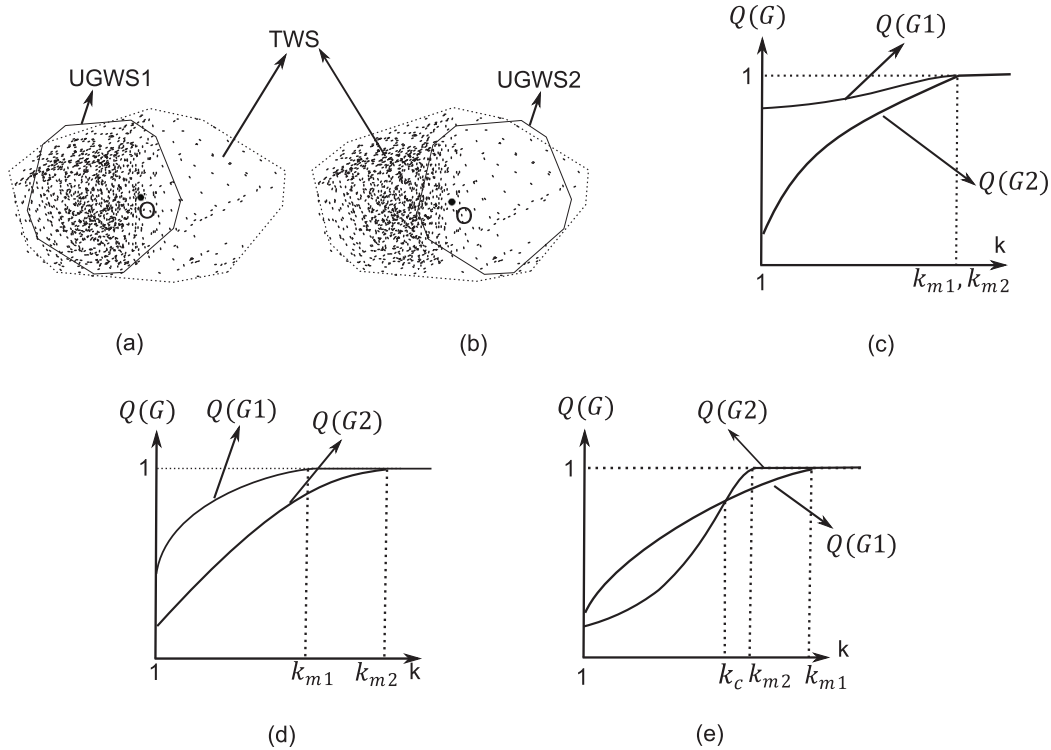 TWS
UGWS1
UGWS2
O
O
(a)
(b)
Q(G)
Q(G1)
1
Q(G2)
k
1
k_{m1}, k_{m2}
(c)
Q(G)
Q(G1)
Q(G2)
1
1
k_{m1}
k_{m2}
k
(d)
Q(G)
Q(G2)
1
Q(G1)
k
1
k_c
k_{m2}
k_{m1}
(e)